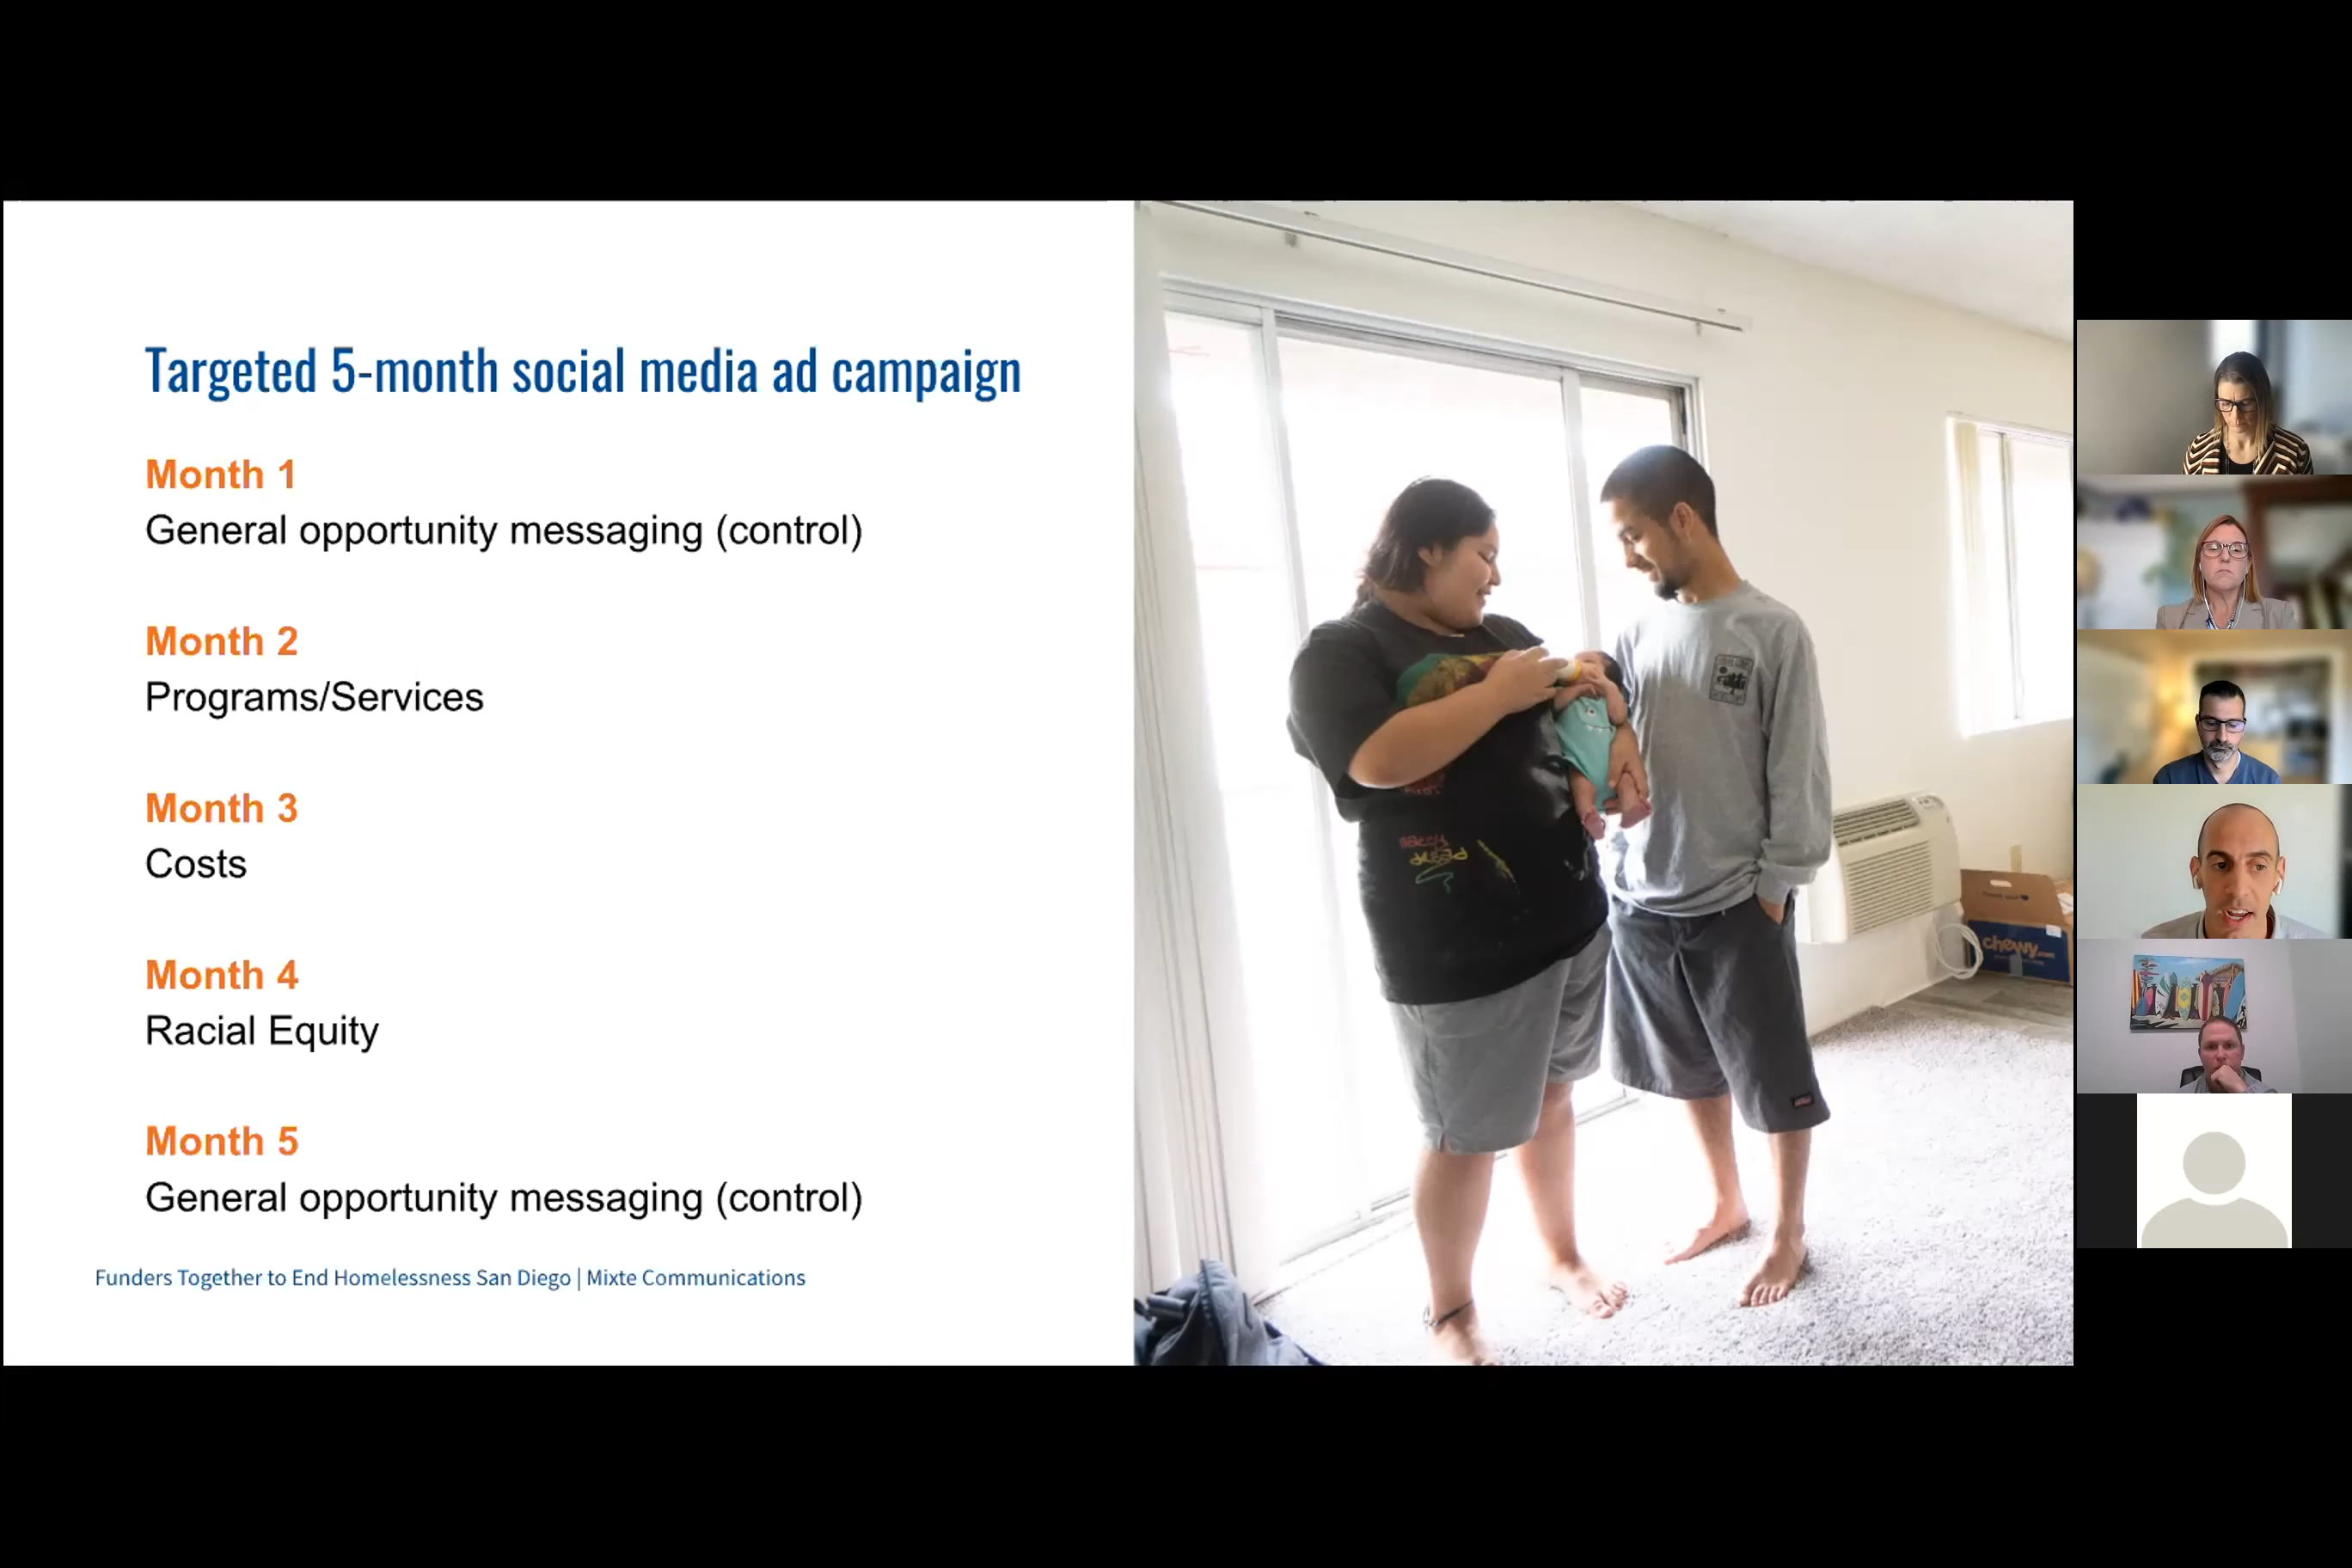 Targeted 5-month social media ad campaign
Month 1
General opportunity messaging (control)
Month 2
Programs/Services
Month 3
Costs
Month 4
Racial Equity
Month 5
General opportunity messaging (control)
Funders Together to End Homelessness San Diego | Mixte Communications
chewy.com